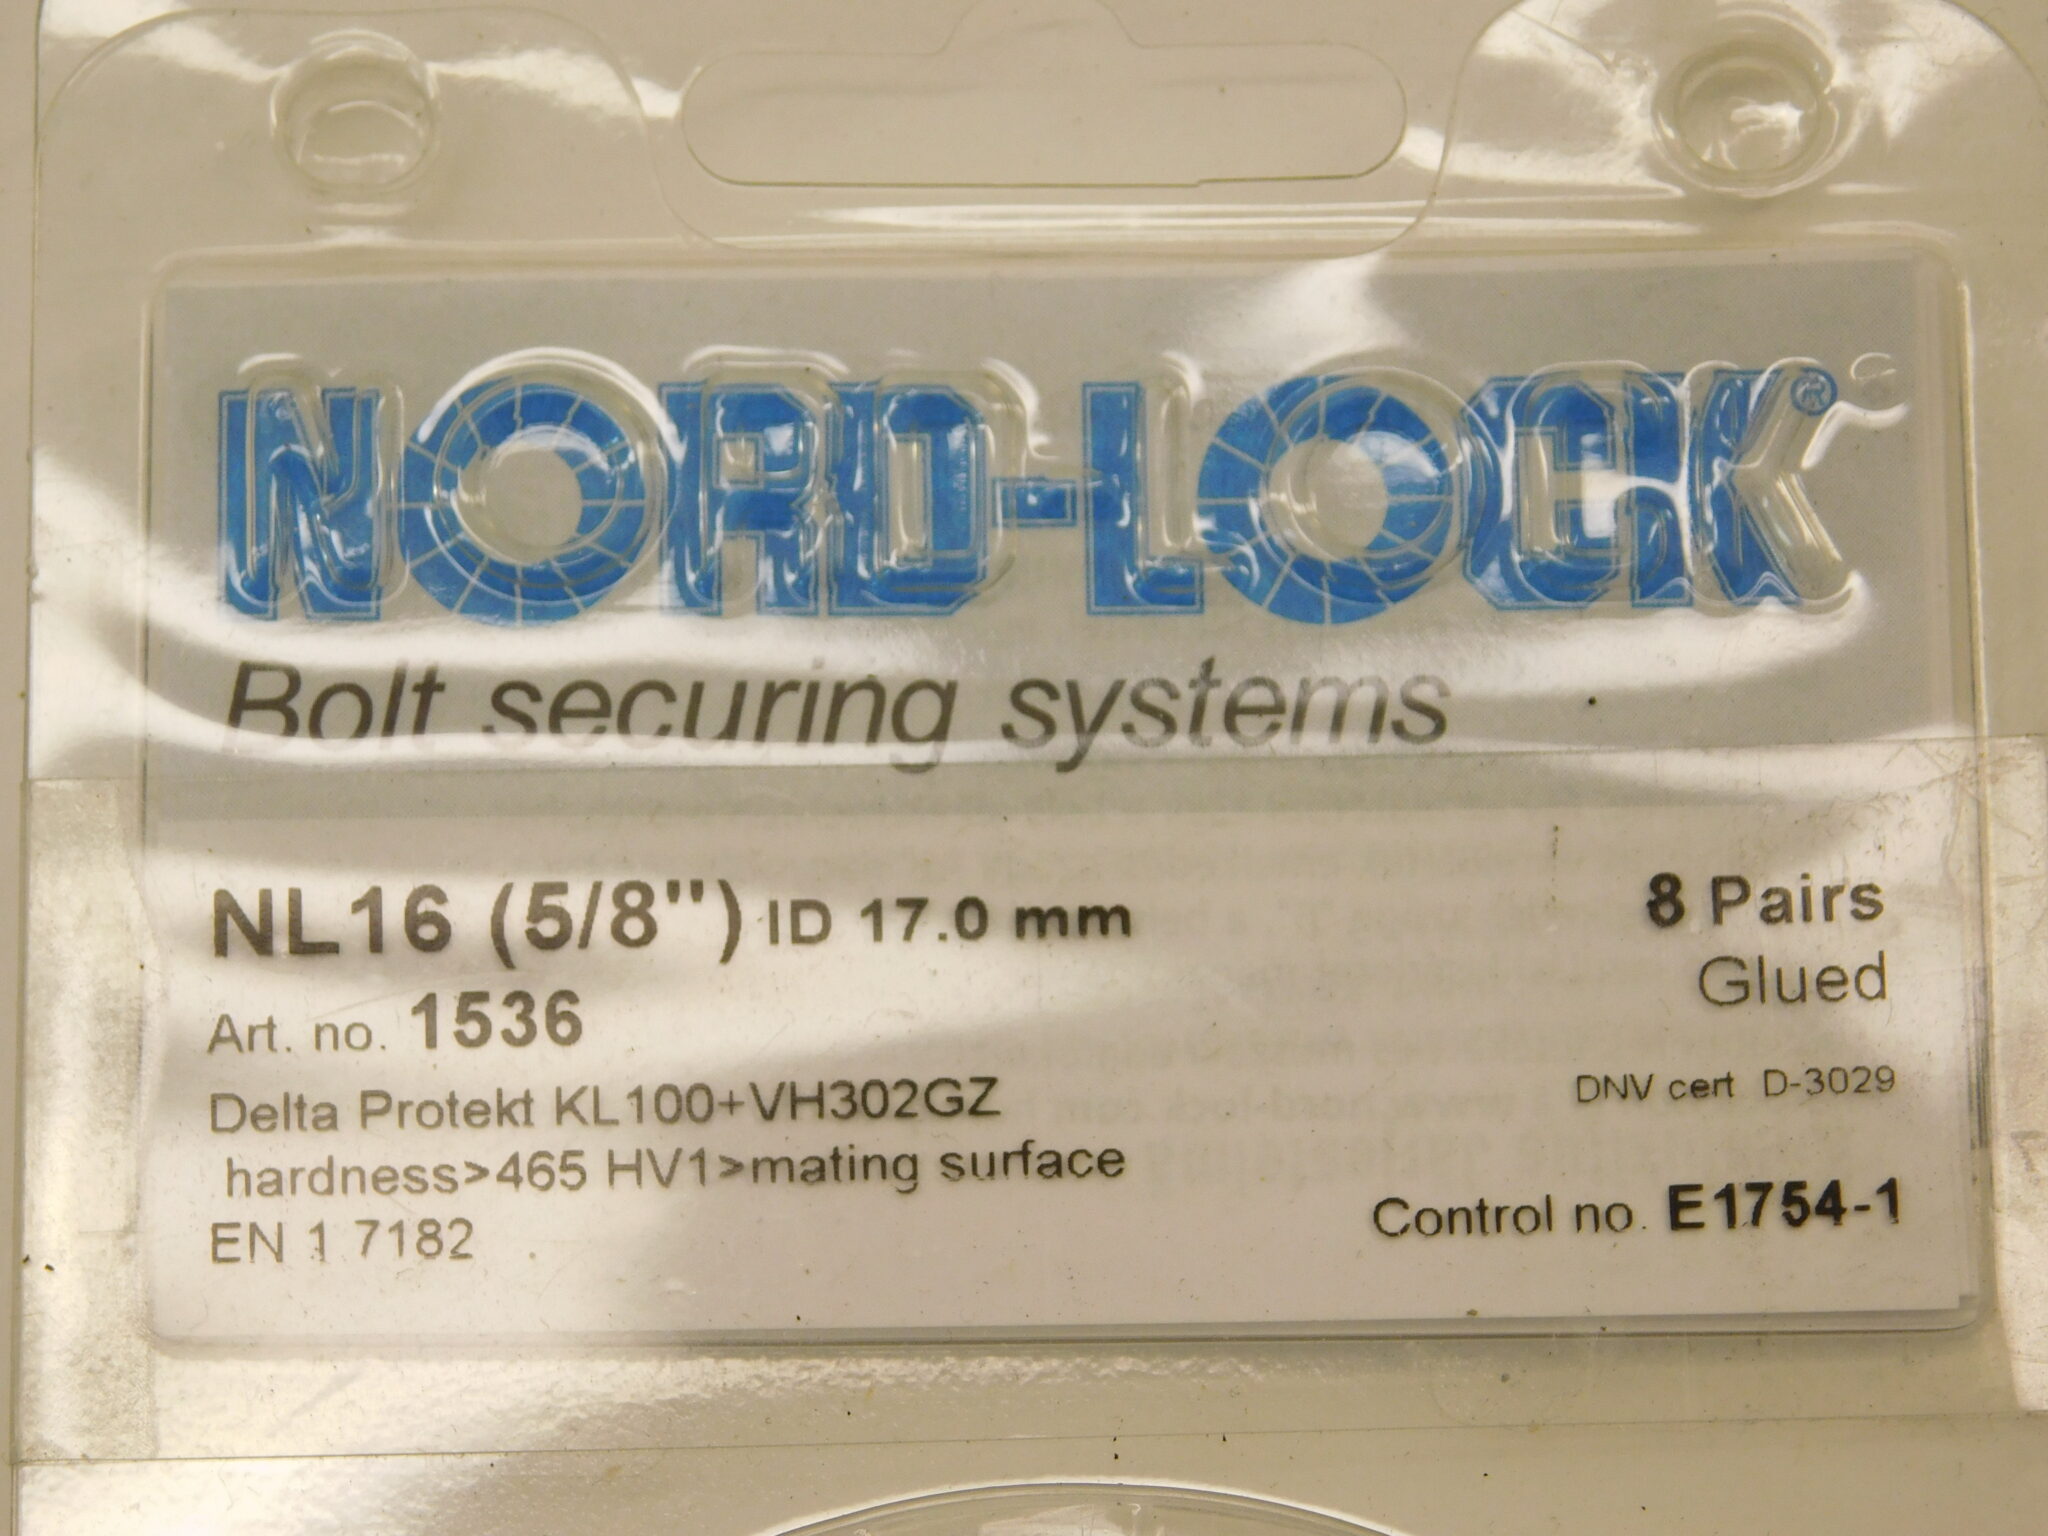 NORD-LOCK®
Bolt securing systems
NL16 (5/8") ID 17.0 mm
8 Pairs
Glued
Art. no. 1536
Delta Protekt KL100+VH302GZ
DNV cert D-3029
hardness>465 HV1>mating surface
EN 1 7182
Control no. E1754-1